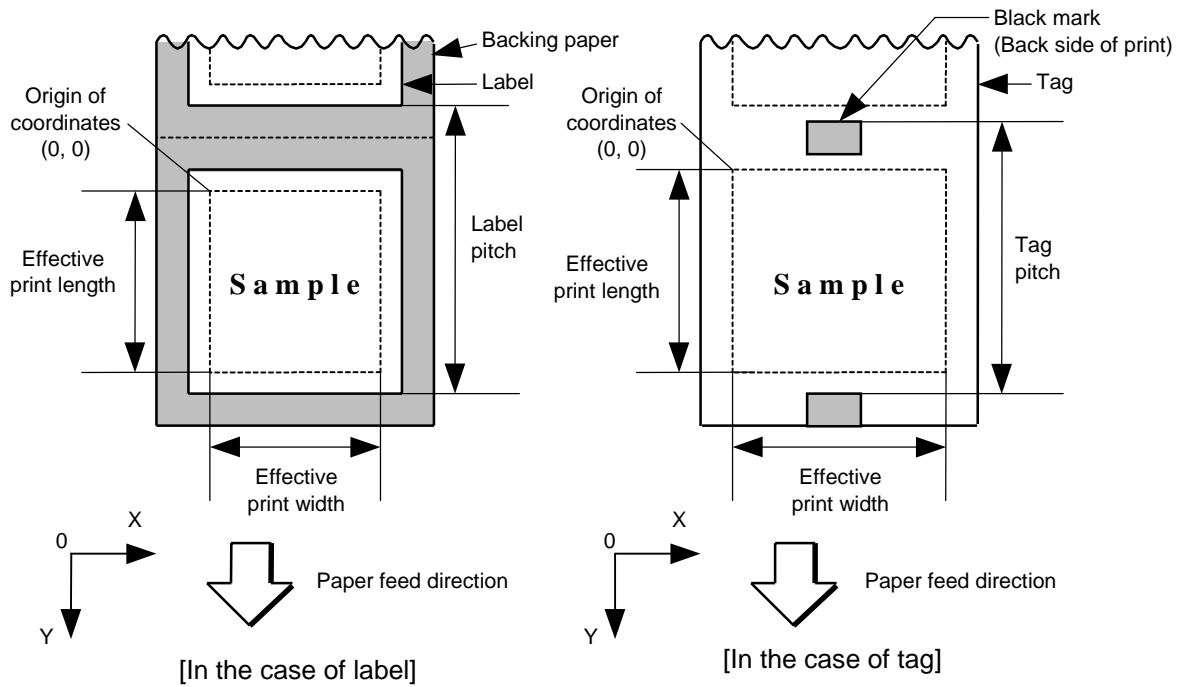 Backing paper
Label
Origin of
coordinates
(0, 0)
Effective
print length
Sample
Label
pitch
Effective
print width
0
X
Y
Paper feed direction
[In the case of label]
Black mark
(Back side of print)
Tag
Origin of
coordinates
(0, 0)
Effective
print length
Sample
Tag
pitch
Effective
print width
0
X
Y
Paper feed direction
[In the case of tag]